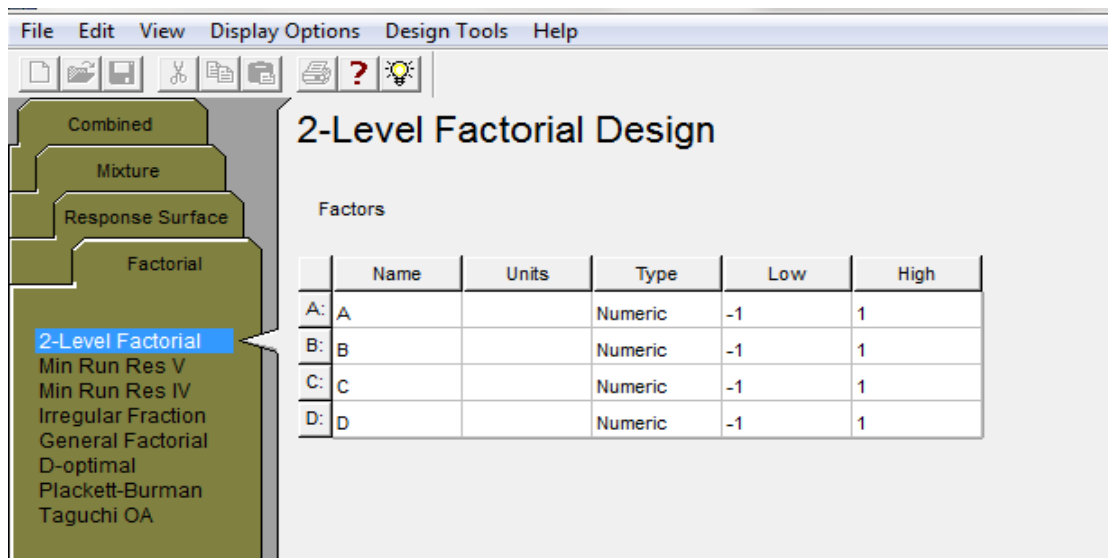 File Edit View Display Options Design Tools Help
Combined
Mixture
Response Surface
Factorial
2-Level Factorial
Min Run Res V
Min Run Res IV
Irregular Fraction
General Factorial
D-optimal
Plackett-Burman
Taguchi OA
2-Level Factorial Design
Factors
Name Units Type Low High
A: A Numeric -1 1
B: B Numeric -1 1
C: C Numeric -1 1
D: D Numeric -1 1